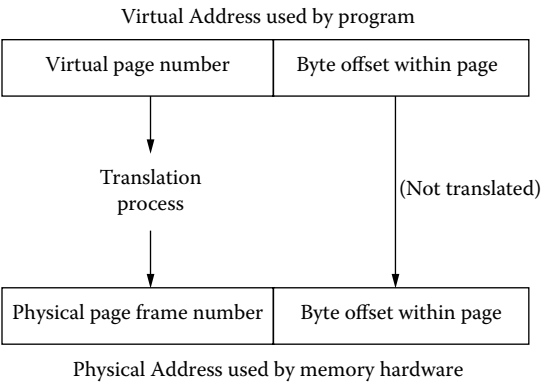 Virtual Address used by program
Virtual page number
Byte offset within page
Translation
process
(Not translated)
Physical page frame number
Byte offset within page
Physical Address used by memory hardware